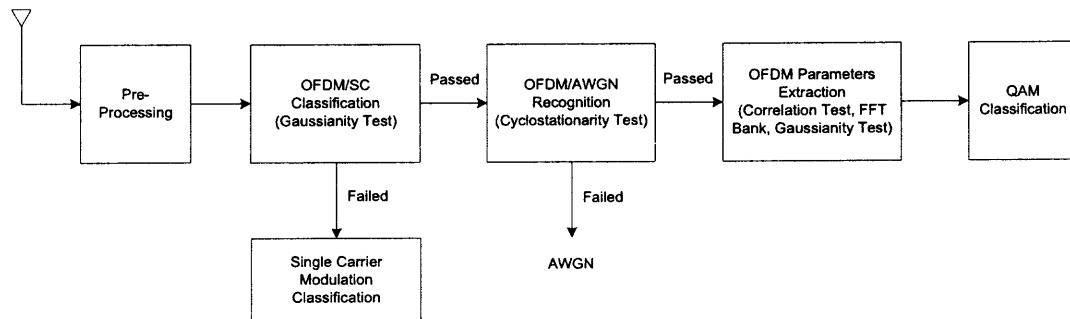 Pre-
Processing
OFDM/SC
Classification
(Gaussianity Test)
Passed
OFDM/AWGN
Recognition
(Cyclostationarity Test)
Passed
OFDM Parameters
Extraction
(Correlation Test, FFT
Bank, Gaussianity Test)
QAM
Classification
Failed
Failed
Single Carrier
Modulation
Classification
AWGN